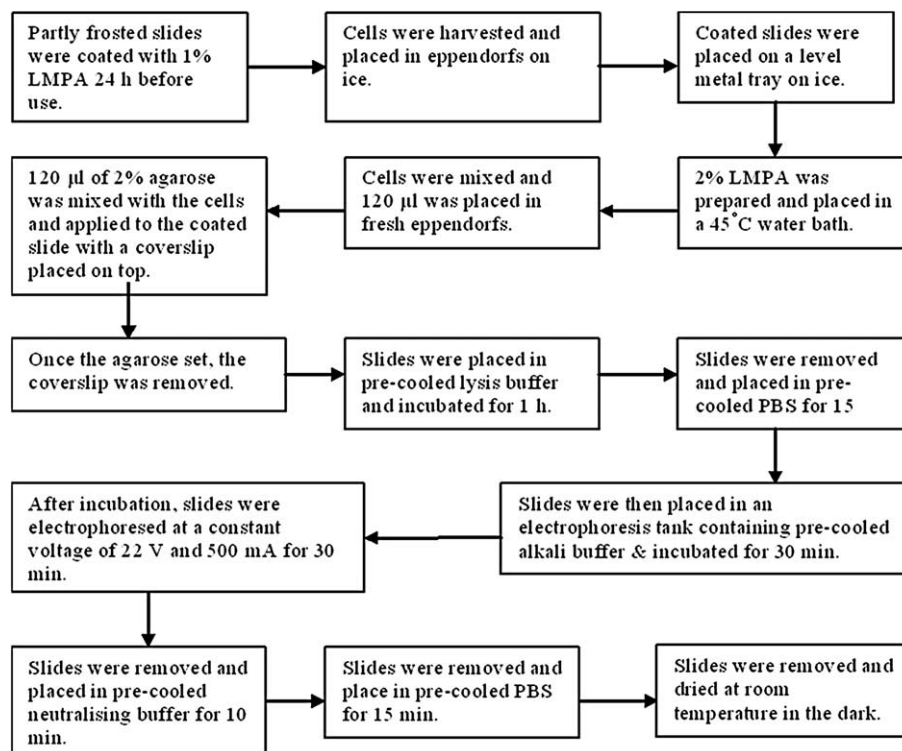 Partly frosted slides
were coated with 1%
LMPA 24 h before
use.
Cells were harvested and
placed in eppendorfs on
ice.
Coated slides were
placed on a level
metal tray on ice.
2% LMPA was
prepared and placed in
a 45°C water bath.
Cells were mixed and
120 µl was placed in
fresh eppendorfs.
120 µl of 2% agarose
was mixed with the cells
and applied to the coated
slide with a coverslip
placed on top.
Once the agarose set, the
coverslip was removed.
Slides were placed in
pre-cooled lysis buffer
and incubated for 1 h.
Slides were removed
and placed in pre-
cooled PBS for 15
Slides were then placed in an
electrophoresis tank containing pre-cooled
alkali buffer & incubated for 30 min.
After incubation, slides were
electrophoresed at a constant
voltage of 22 V and 500 mA for 30
min.
Slides were removed and
placed in pre-cooled
neutralising buffer for 10
min.
Slides were removed and
place in pre-cooled PBS
for 15 min.
Slides were removed and
dried at room
temperature in the dark.